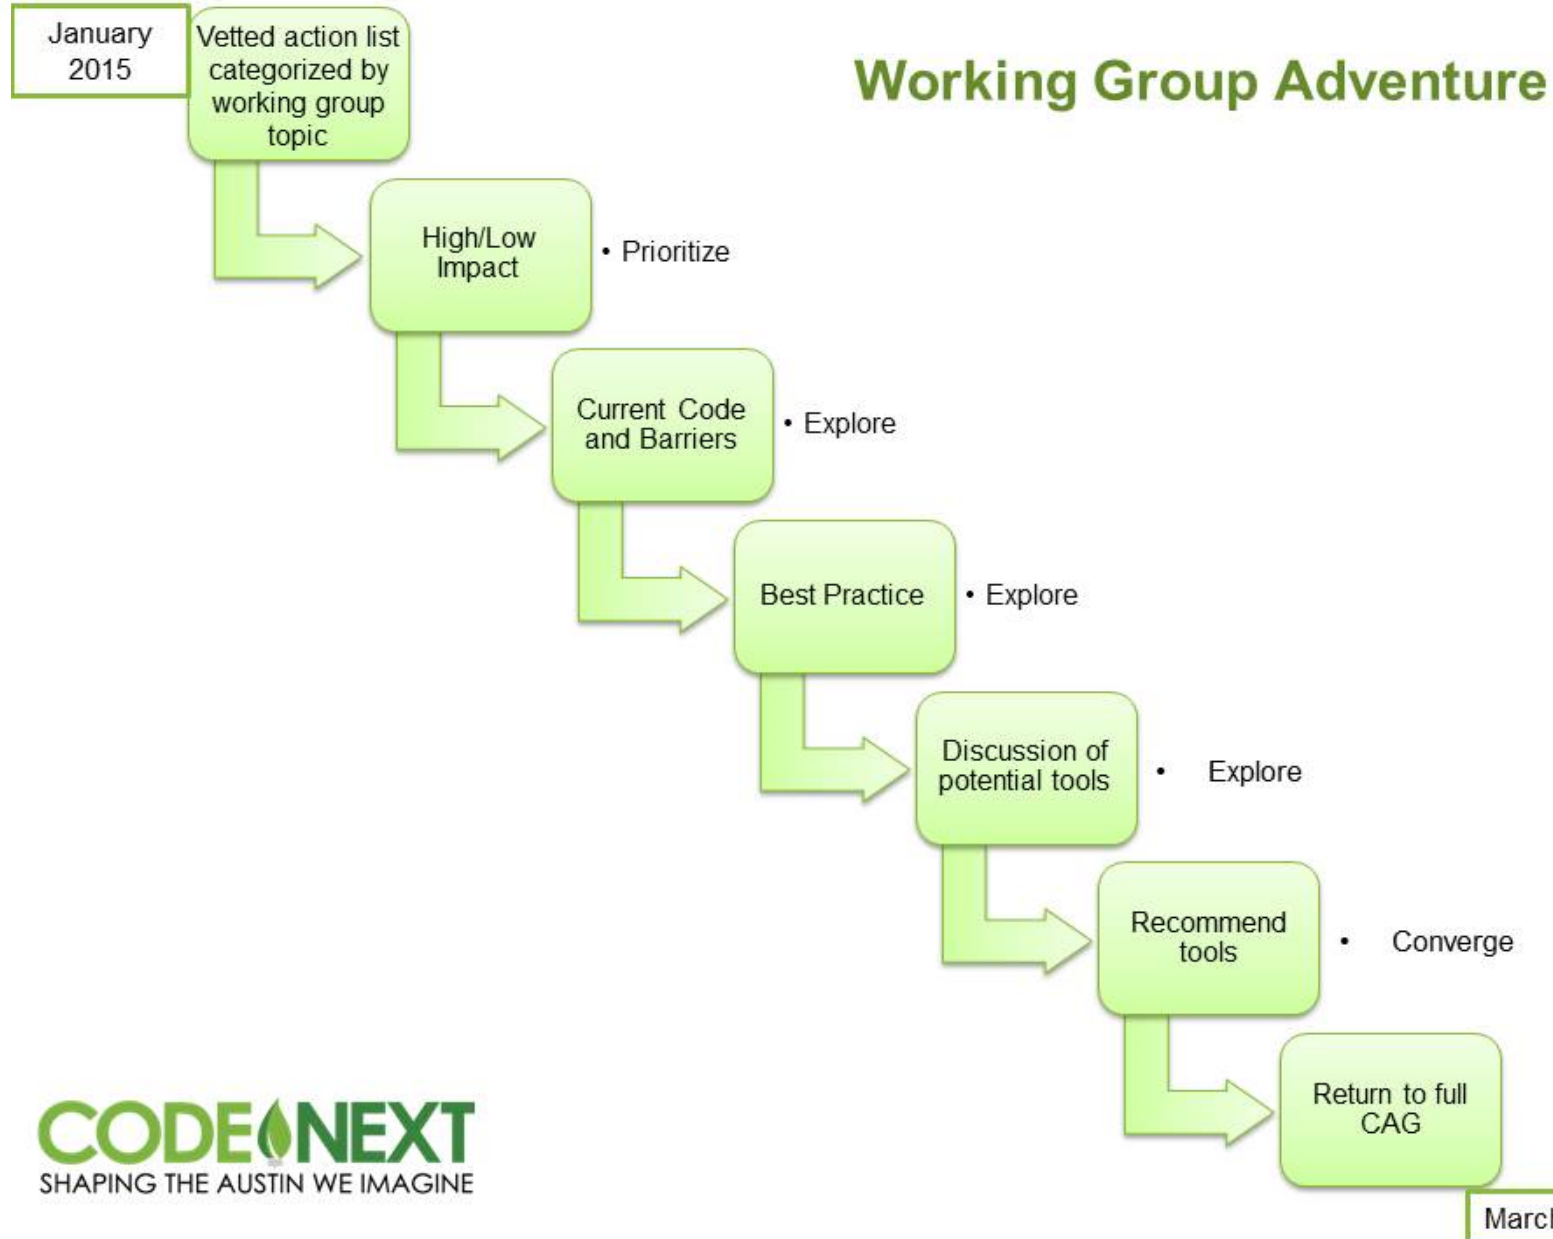 January
2015
Vetted action list
categorized by
working group
topic
Working Group Adventure
High/Low
Impact
• Prioritize
Current Code
and Barriers
• Explore
Best Practice
• Explore
Discussion of
potential tools
• Explore
Recommend
tools
• Converge
Return to full
CAG
CODE NEXT
SHAPING THE AUSTIN WE IMAGINE